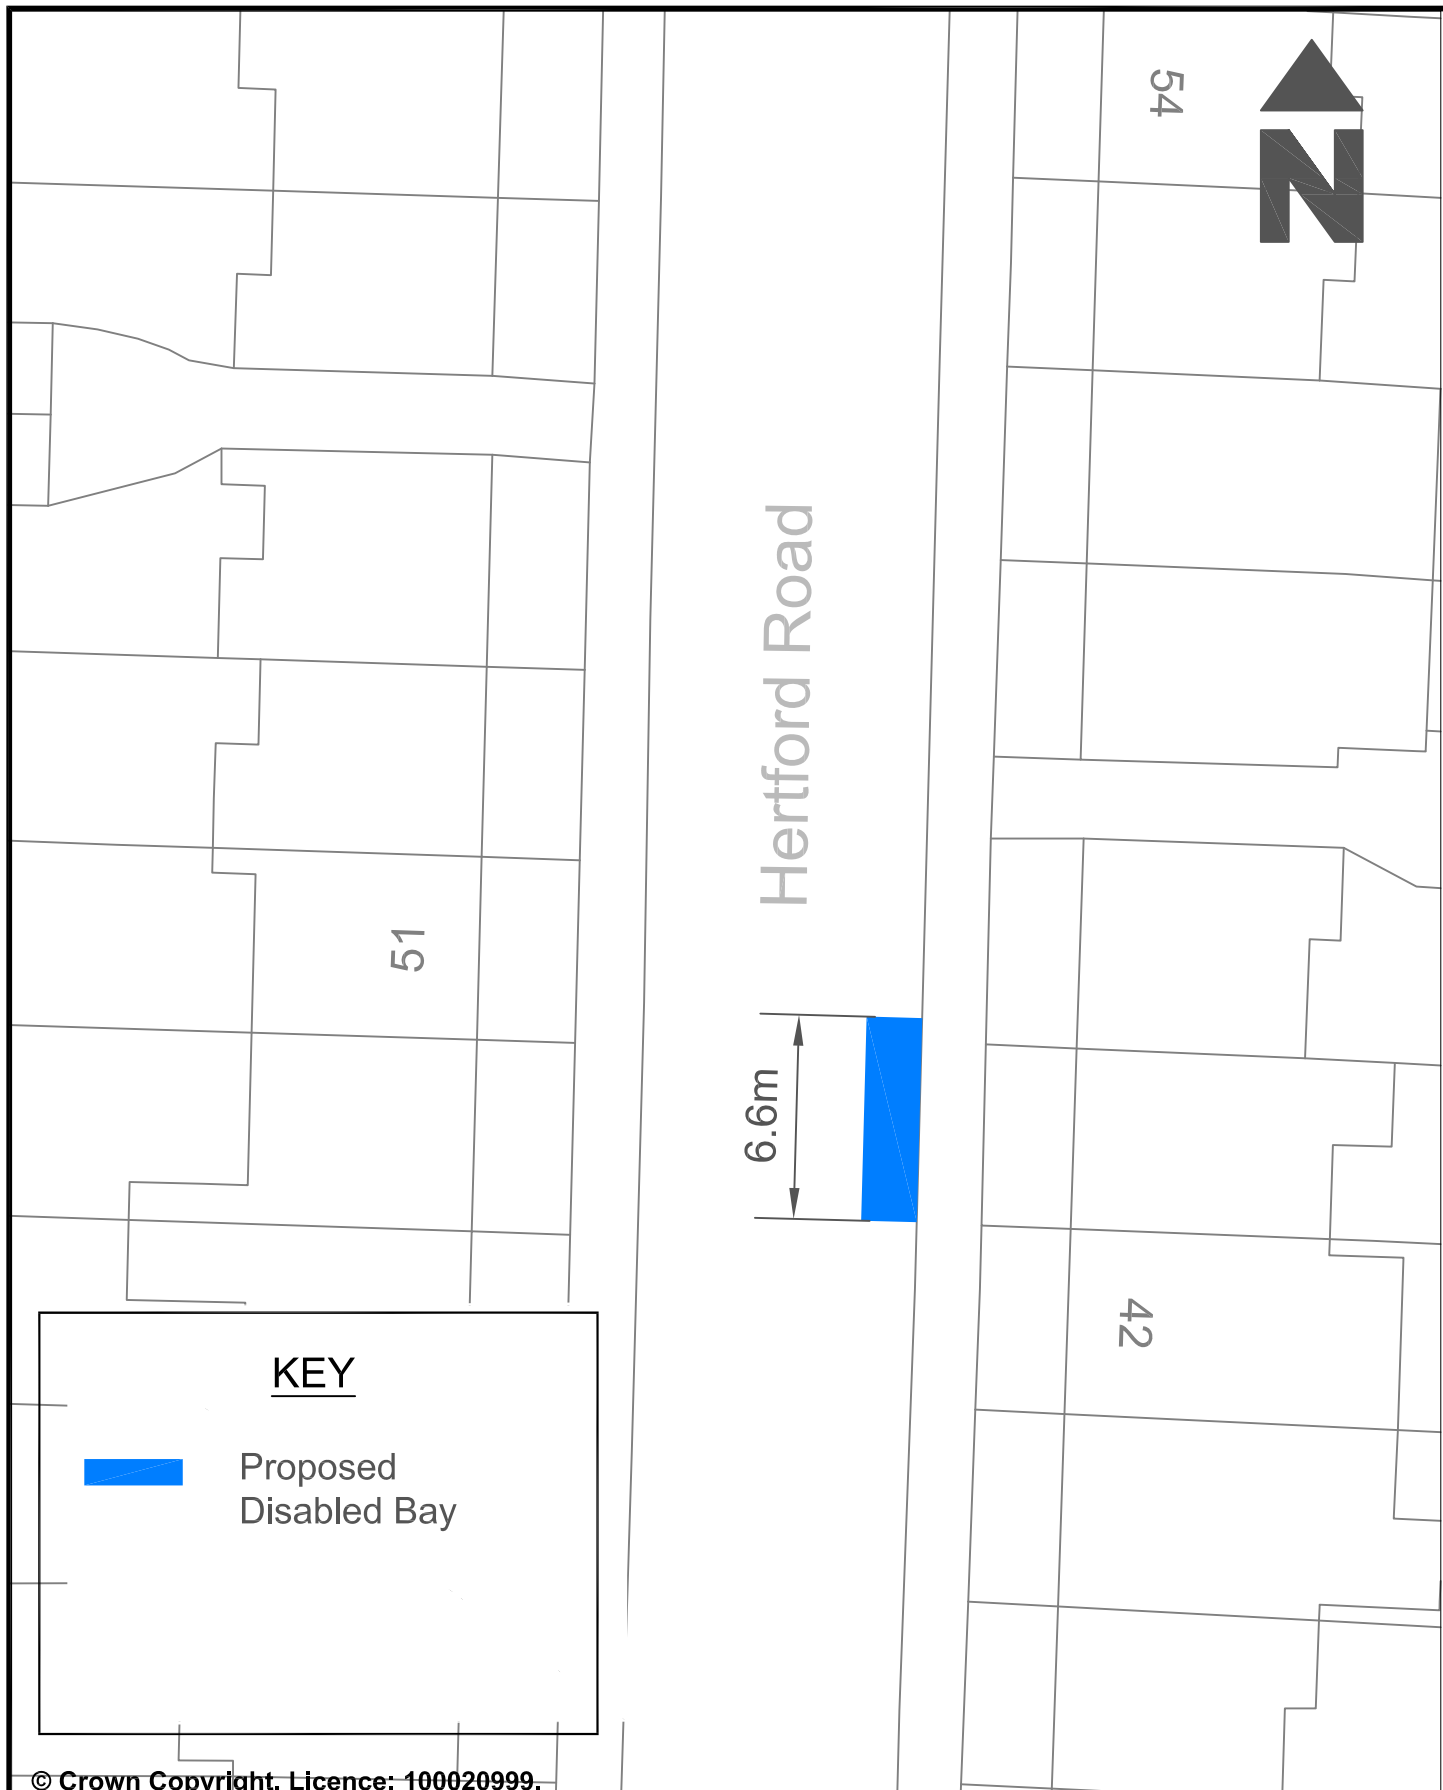 54
N
Hertford Road
51
6.6m
42
KEY
Proposed
Disabled Bay
© Crown Copyright. Licence: 100020999.